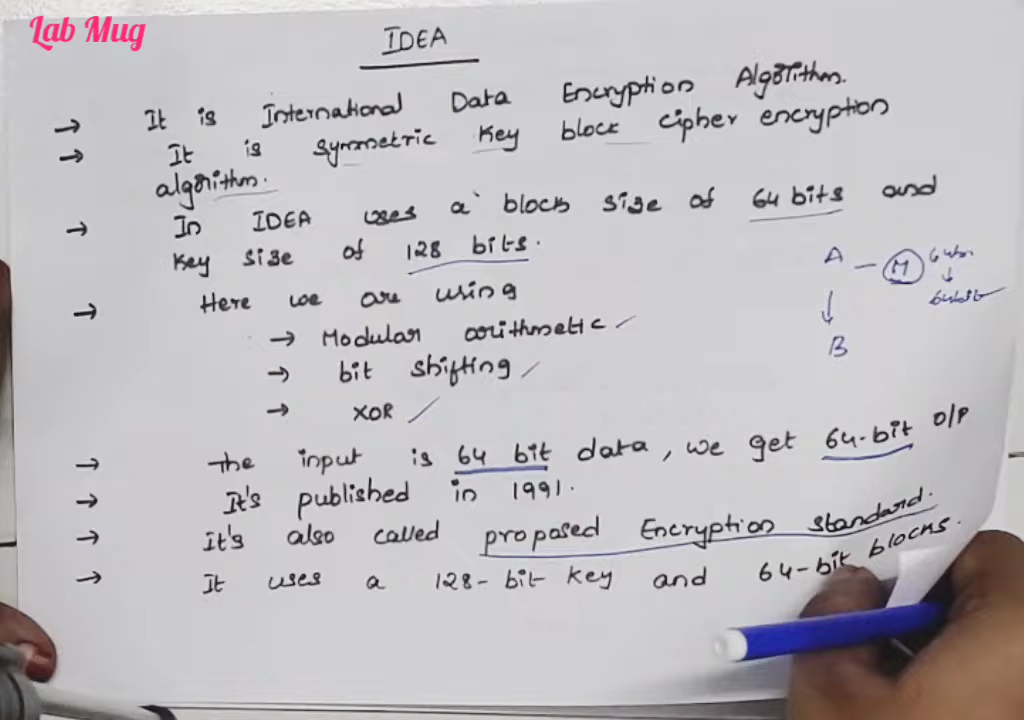 Lab Mug
IDEA
→ It is International Data Encryption Algorithm.
→ It is symmetric key block cipher encryption
algorithm.
→ In IDEA uses a block size of 64 bits and
key size of 128 bits.
→ Here we are using
→ Modular arithmetic
→ bit shifting
→ XOR
A – M
↓
64bit
↓
B
→ The input is 64 bit data, we get 64-bit O/P
→ It's published in 1991.
→ It's also called proposed Encryption standard.
→ It uses a 128-bit key and 64-bit blocks.